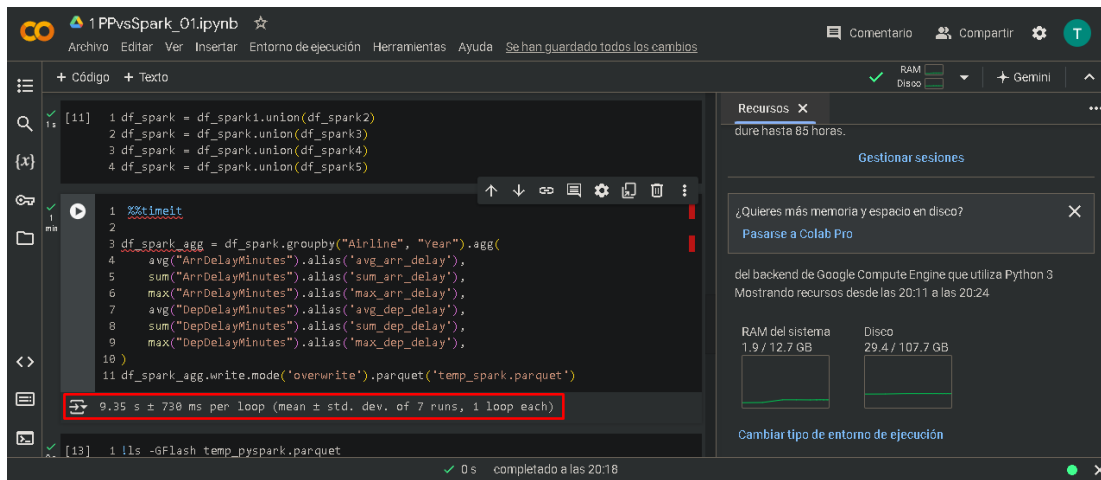 1 PPvsSpark_01.ipynb
Archivo Editar Ver Insertar Entorno de ejecución Herramientas Ayuda Se han guardado todos los cambios
Comentario Compartir T
+ Código + Texto
RAM
Disco
Gemini
[11]
1 s
1 df_spark = df_spark1.union(df_spark2)
2 df_spark = df_spark.union(df_spark3)
3 df_spark = df_spark.union(df_spark4)
4 df_spark = df_spark.union(df_spark5)
{x}
1
min
1 %%timeit
2
3 df_spark_agg = df_spark.groupby("Airline", "Year").agg(
4 avg("ArrDelayMinutes").alias('avg_arr_delay'),
5 sum("ArrDelayMinutes").alias('sum_arr_delay'),
6 max("ArrDelayMinutes").alias('max_arr_delay'),
7 avg("DepDelayMinutes").alias('avg_dep_delay'),
8 sum("DepDelayMinutes").alias('sum_dep_delay'),
9 max("DepDelayMinutes").alias('max_dep_delay'),
10 )
11 df_spark_agg.write.mode('overwrite').parquet('temp_spark.parquet')
9.35 s ± 730 ms per loop (mean ± std. dev. of 7 runs, 1 loop each)
[13] 1 !ls -GFlash temp_pyspark.parquet
Recursos
dure hasta 85 horas.
Gestionar sesiones
¿Quieres más memoria y espacio en disco?
Pasarse a Colab Pro
del backend de Google Compute Engine que utiliza Python 3
Mostrando recursos desde las 20:11 a las 20:24
RAM del sistema
1.9 / 12.7 GB
Disco
29.4 / 107.7 GB
Cambiar tipo de entorno de ejecución
0 s completado a las 20:18